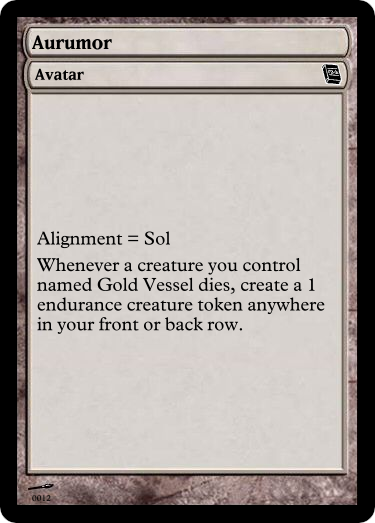 Aurumor
Avatar
Alignment = Sol
Whenever a creature you control
named Gold Vessel dies, create a 1
endurance creature token anywhere
in your front or back row.
0012